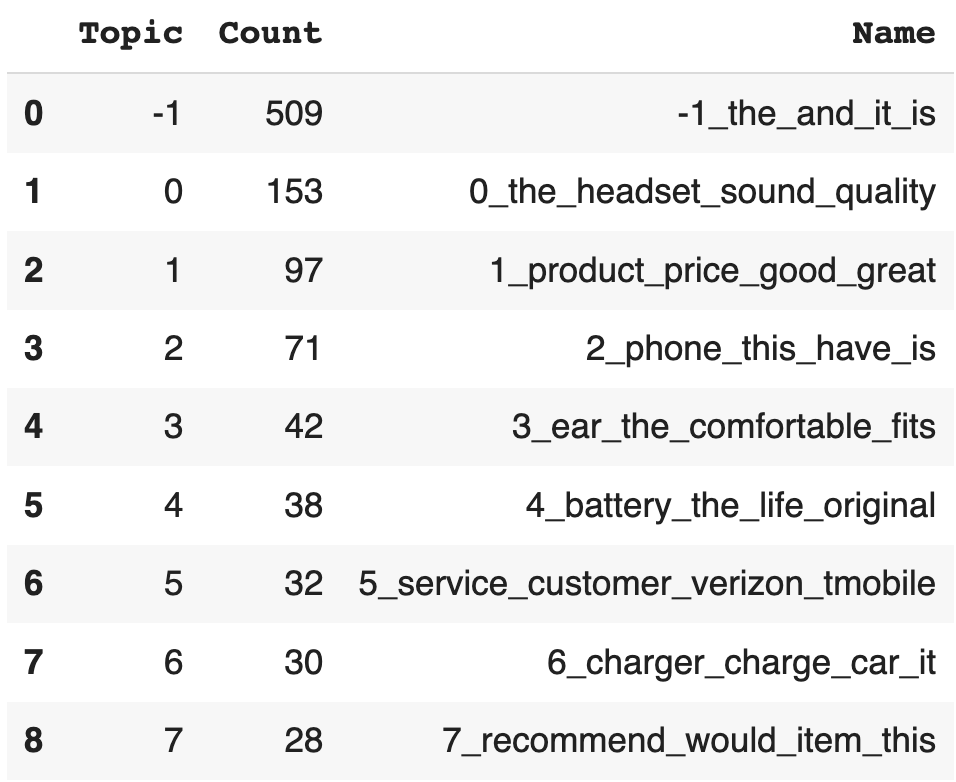 Topic Count Name
0 -1 509 -1_the_and_it_is
1 0 153 0_the_headset_sound_quality
2 1 97 1_product_price_good_great
3 2 71 2_phone_this_have_is
4 3 42 3_ear_the_comfortable_fits
5 4 38 4_battery_the_life_original
6 5 32 5_service_customer_verizon_tmobile
7 6 30 6_charger_charge_car_it
8 7 28 7_recommend_would_item_this